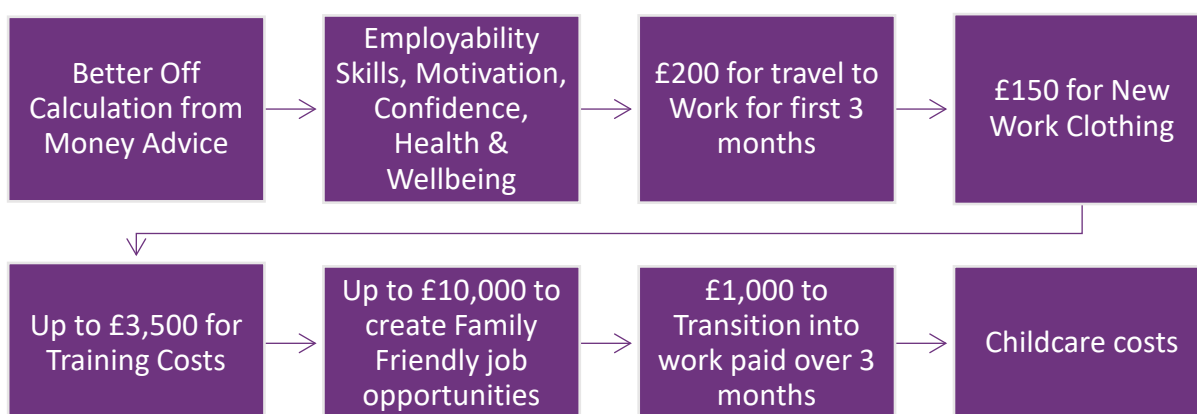 Better Off
Calculation from
Money Advice
Employability
Skills, Motivation,
Confidence,
Health &
Wellbeing
£200 for travel to
Work for first 3
months
£150 for New
Work Clothing
Up to £3,500 for
Training Costs
Up to £10,000 to
create Family
Friendly job
opportunities
£1,000 to
Transition into
work paid over 3
months
Childcare costs